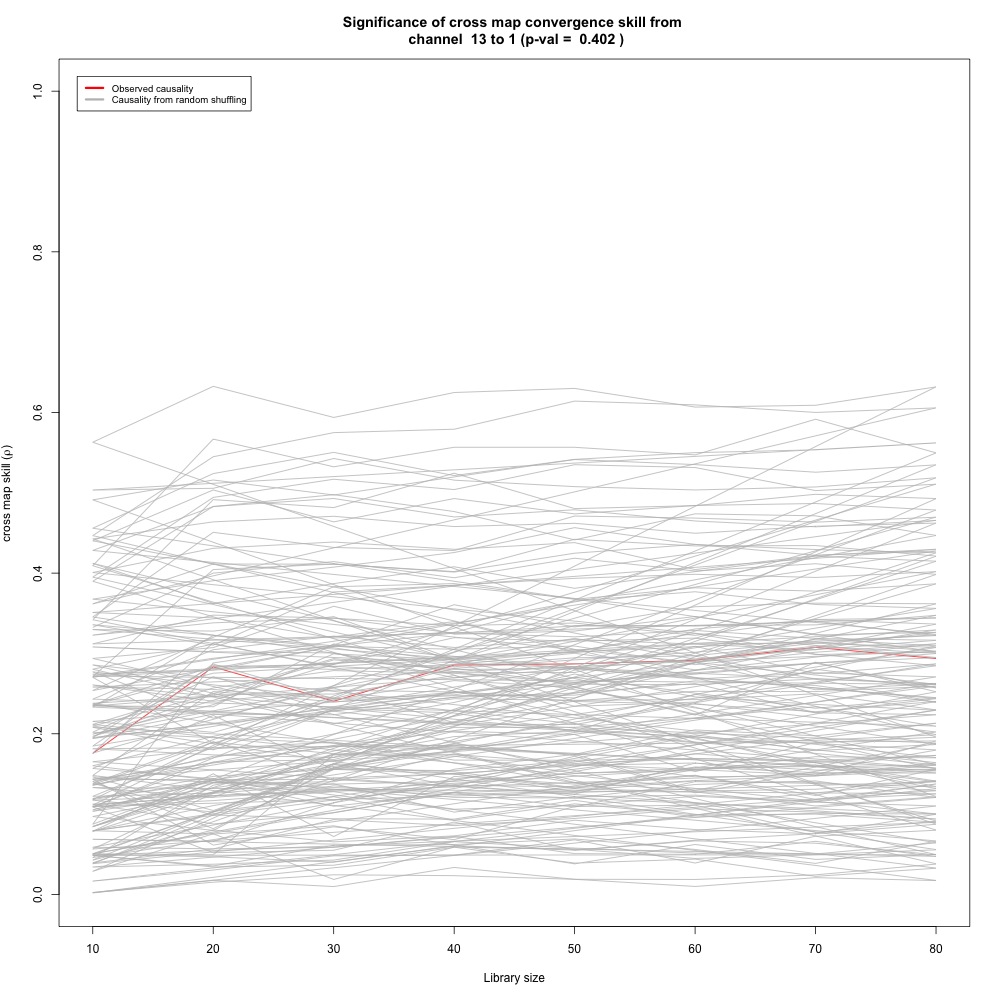 Significance of cross map convergence skill from
channel  13 to 1 (p-val =  0.402 )
Observed causality
Causality from random shuffling
cross map skill (ρ)
1.0
0.8
0.6
0.4
0.2
0.0
10 20 30 40 50 60 70 80
Library size